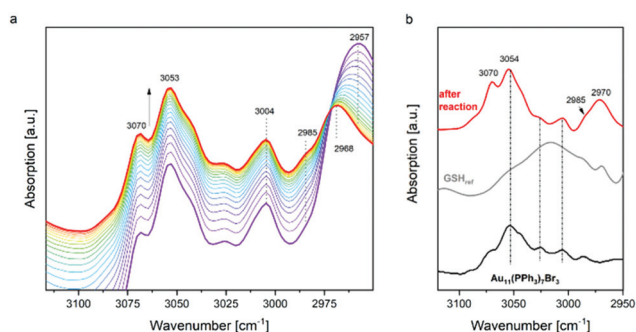 a
b
2957
3053
3070
3004
2985
2968
Absorption [a.u.]
3100 3075 3050 3025 3000 2975
Wavenumber [cm-1]
3054
3070
2985
2970
after
reaction
GSHref
Au11(PPh3)7Br3
Absorption [a.u.]
3100 3050 3000 2950
Wavenumber [cm-1]